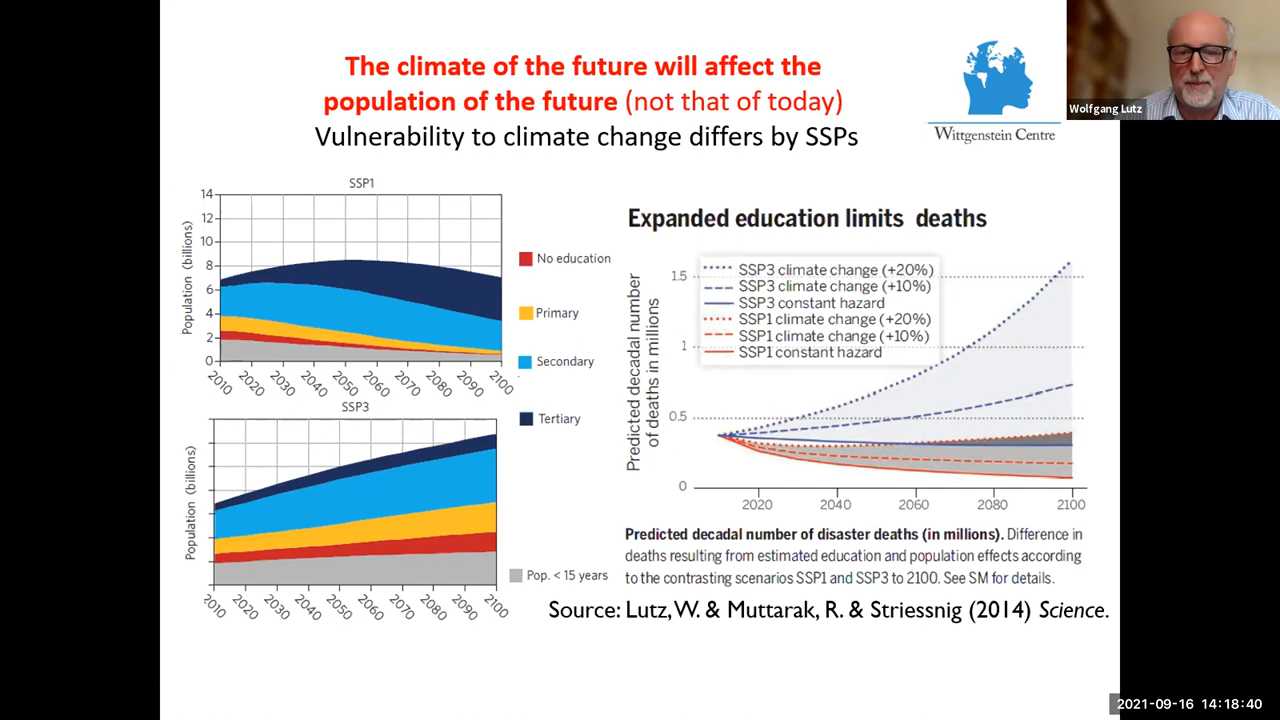 The climate of the future will affect the
population of the future (not that of today)
Vulnerability to climate change differs by SSPs
Wittgenstein Centre
Wolfgang Lutz
SSP1
Population (billions)
14
12
10
8
6
4
2
0
2010
2020
2030
2040
2050
2060
2070
2080
2090
2100
No education
Primary
Secondary
Tertiary
Pop. < 15 years
SSP3
Population (billions)
2010
2020
2030
2040
2050
2060
2070
2080
2090
2100
Expanded education limits deaths
Predicted decadal number
of deaths in millions
1.5
1
0.5
0
SSP3 climate change (+20%)
SSP3 climate change (+10%)
SSP3 constant hazard
SSP1 climate change (+20%)
SSP1 climate change (+10%)
SSP1 constant hazard
2020
2040
2060
2080
2100
Predicted decadal number of disaster deaths (in millions). Difference in
deaths resulting from estimated education and population effects according
to the contrasting scenarios SSP1 and SSP3 to 2100. See SM for details.
Source: Lutz, W. & Muttarak, R. & Striessnig (2014) Science.
2021-09-16 14:18:40